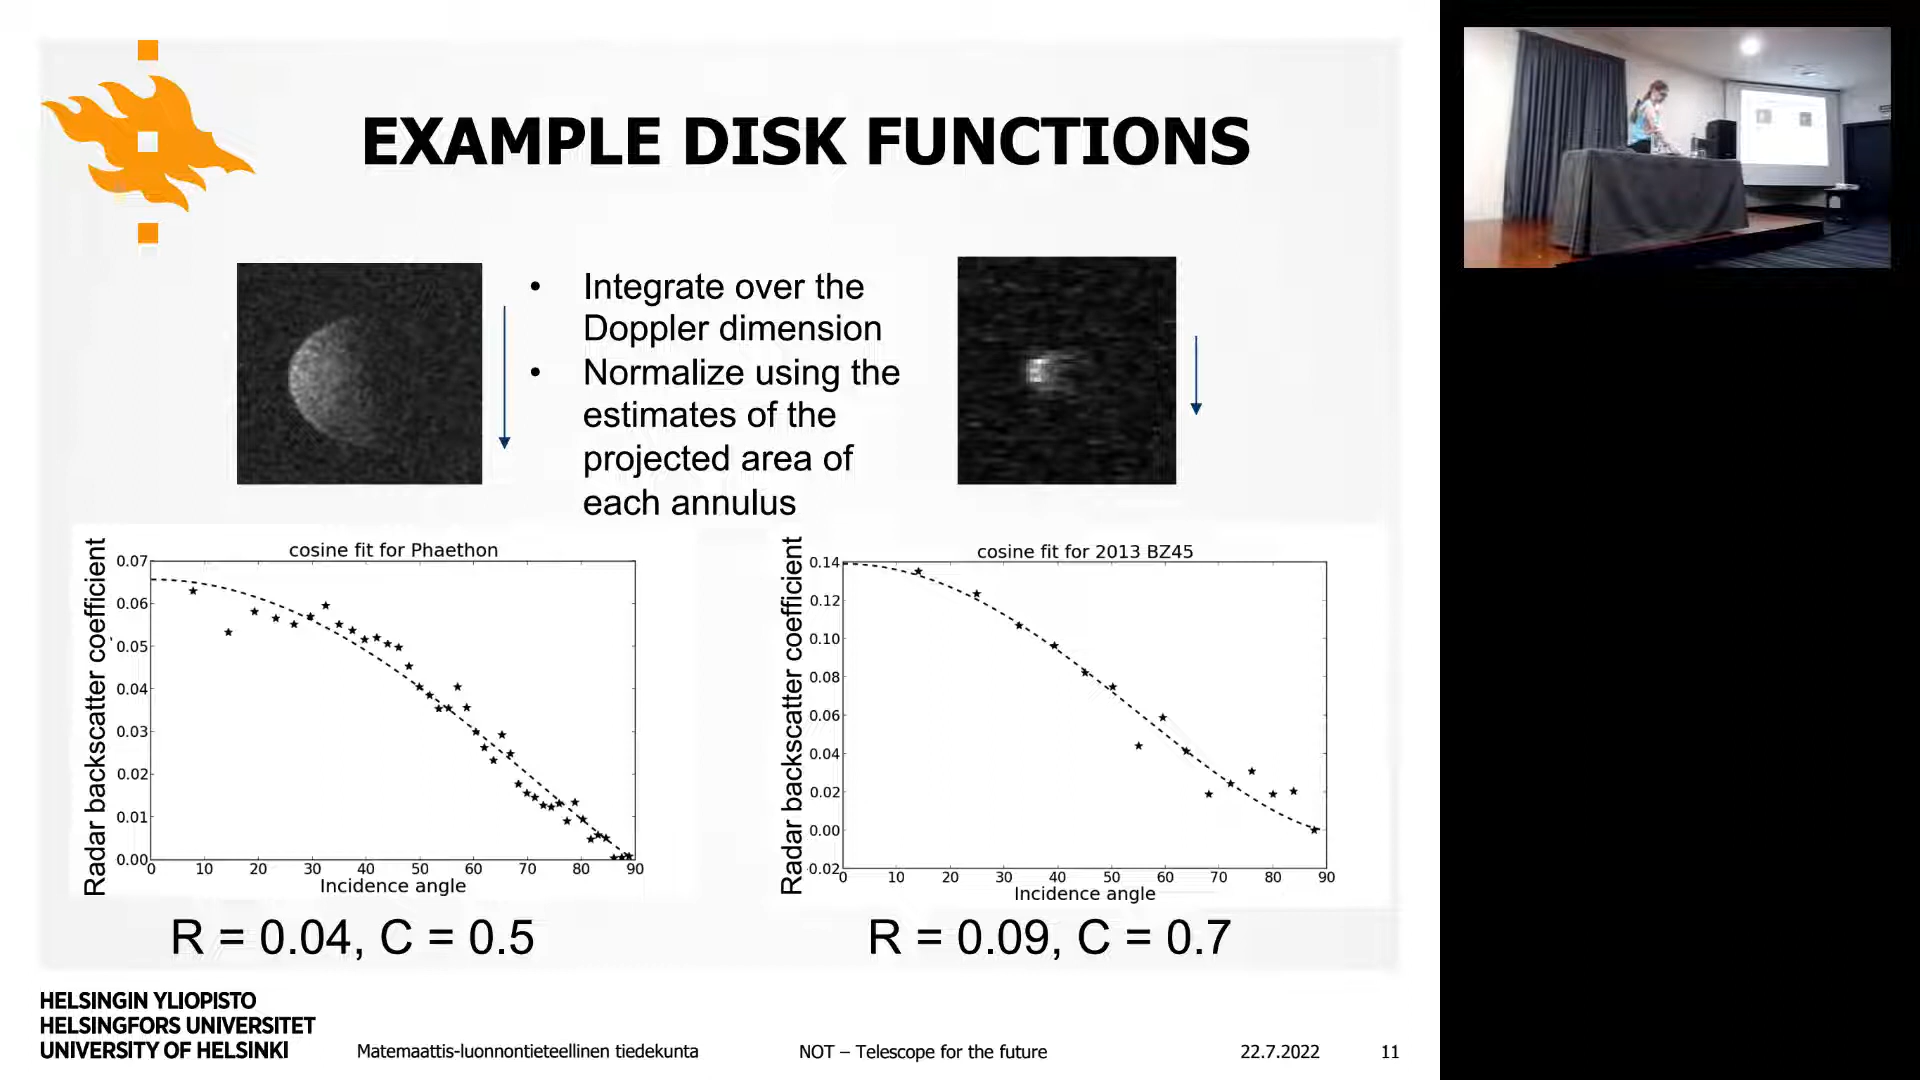 EXAMPLE DISK FUNCTIONS
• Integrate over the
Doppler dimension
• Normalize using the
estimates of the
projected area of
each annulus
cosine fit for Phaethon
Radar backscatter coefficient
0.07
0.06
0.05
0.04
0.03
0.02
0.01
0.00
0 10 20 30 40 50 60 70 80 90
Incidence angle
R = 0.04, C = 0.5
cosine fit for 2013 BZ45
Radar backscatter coefficient
0.14
0.12
0.10
0.08
0.06
0.04
0.02
0.00
0.02
0 10 20 30 40 50 60 70 80 90
Incidence angle
R = 0.09, C = 0.7
HELSINGIN YLIOPISTO
HELSINGFORS UNIVERSITET
UNIVERSITY OF HELSINKI
Matemaattis-luonnontieteellinen tiedekunta
NOT – Telescope for the future
22.7.2022
11